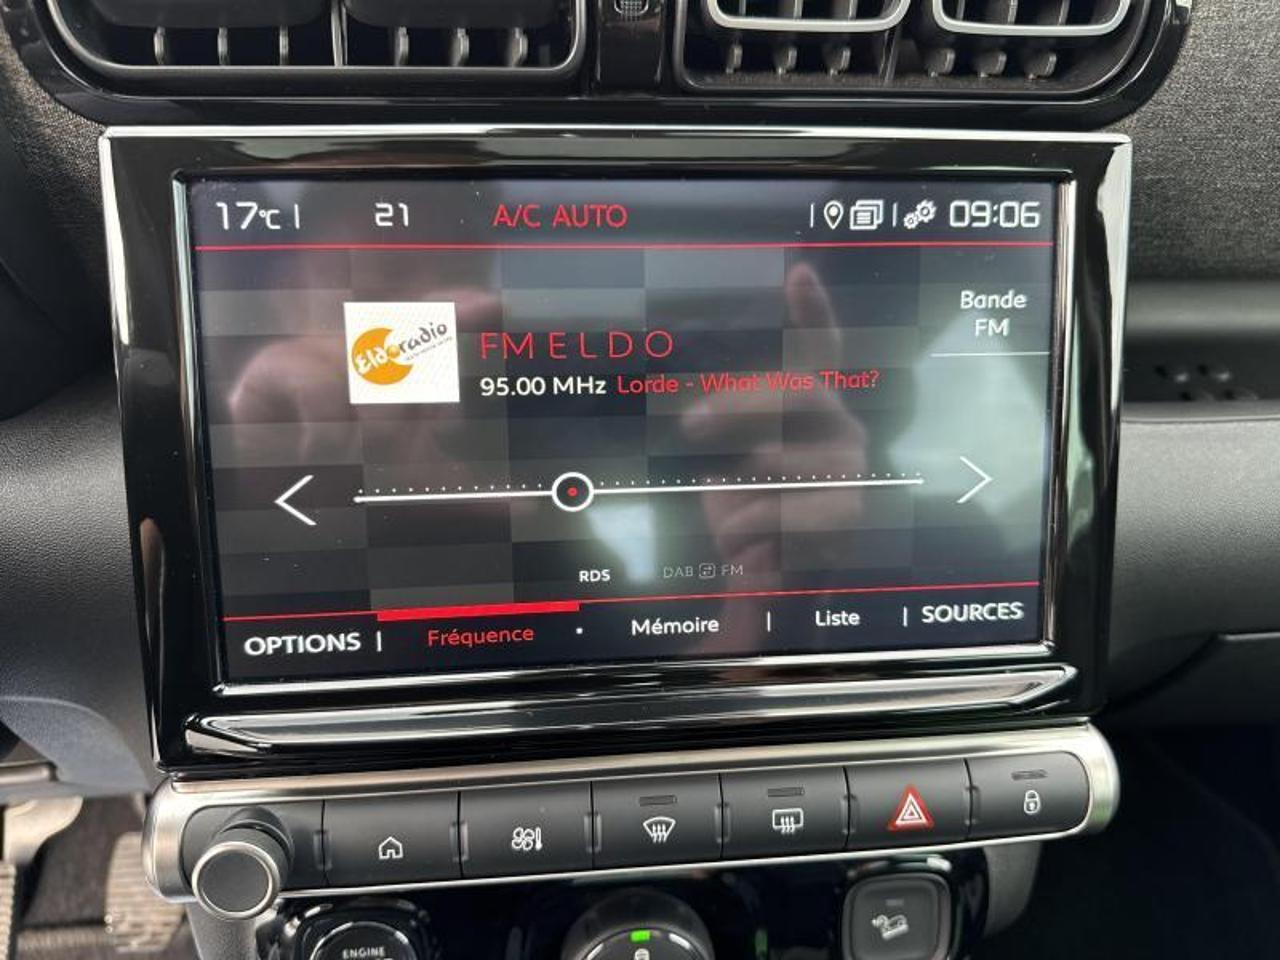 17°C | 21 A/C AUTO 09:06
Bande
FM
Eldoradio
FM ELDO
95.00 MHz Lorde - What Was That?
RDS DAB FM
OPTIONS | Fréquence · Mémoire | Liste | SOURCES
ENGINE